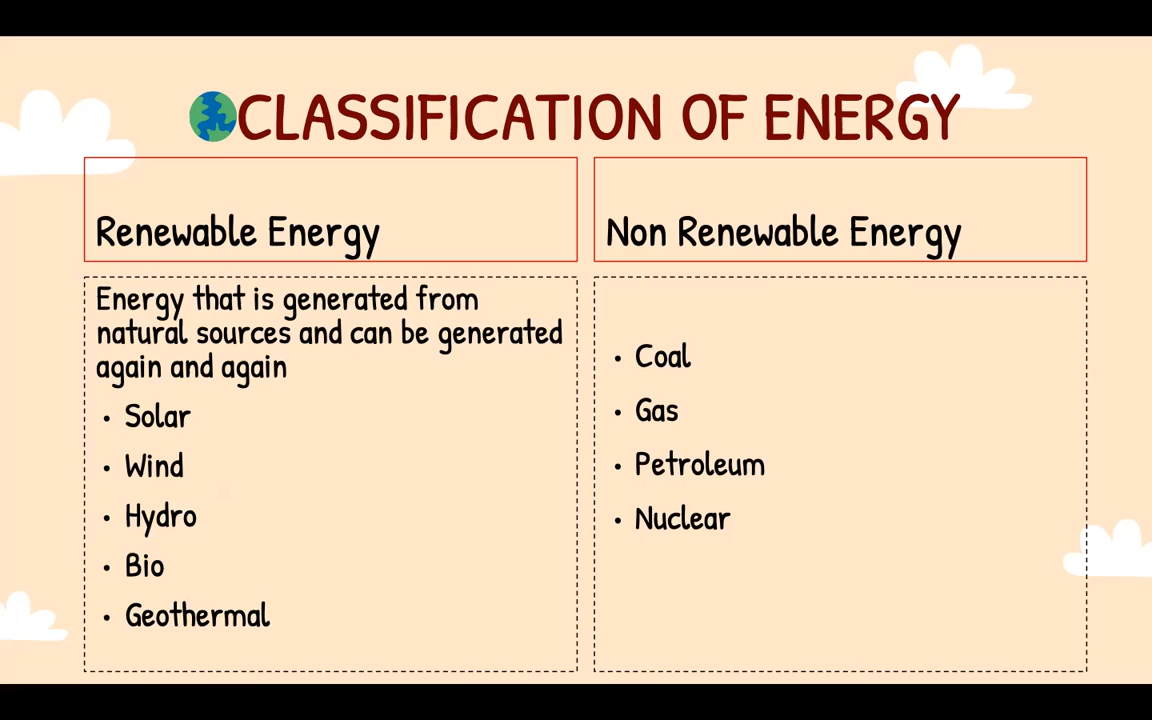 CLASSIFICATION OF ENERGY
Renewable Energy
Energy that is generated from
natural sources and can be generated
again and again
• Solar
• Wind
• Hydro
• Bio
• Geothermal
Non Renewable Energy
• Coal
• Gas
• Petroleum
• Nuclear